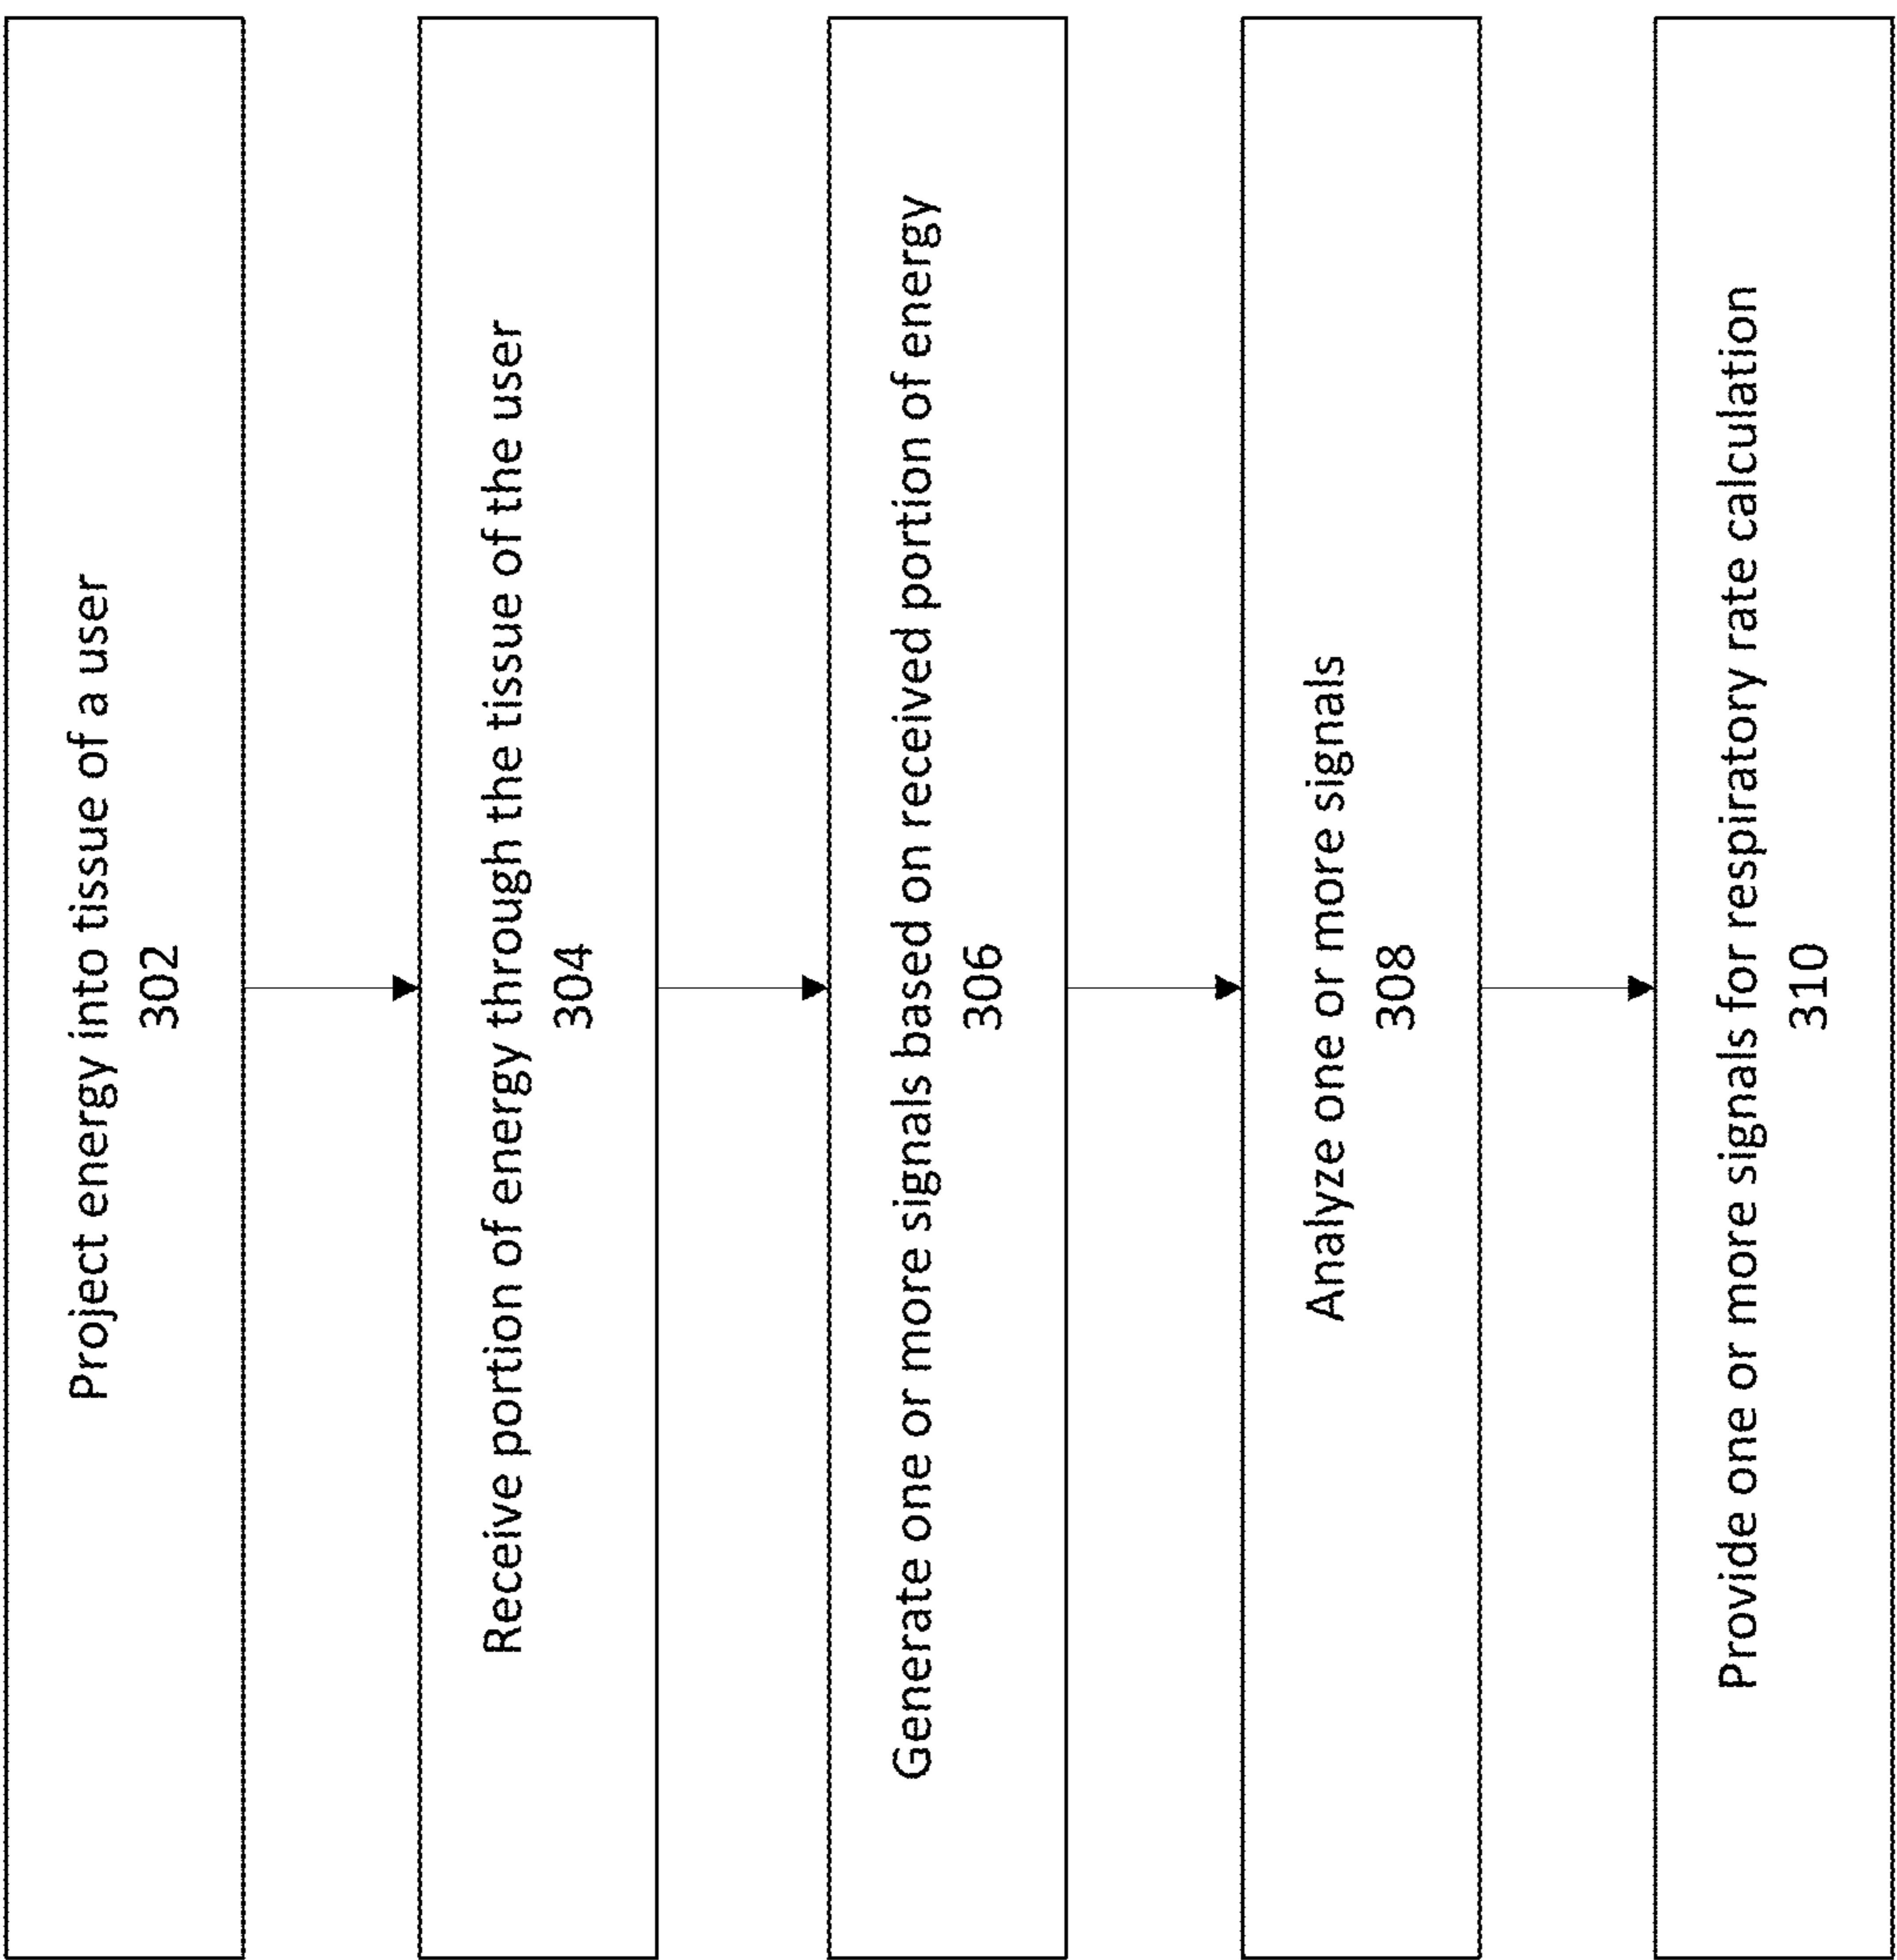 Project energy into tissue of a user
302
Receive portion of energy through the tissue of the user
304
Generate one or more signals based on received portion of energy
306
Analyze one or more signals
308
Provide one or more signals for respiratory rate calculation
310